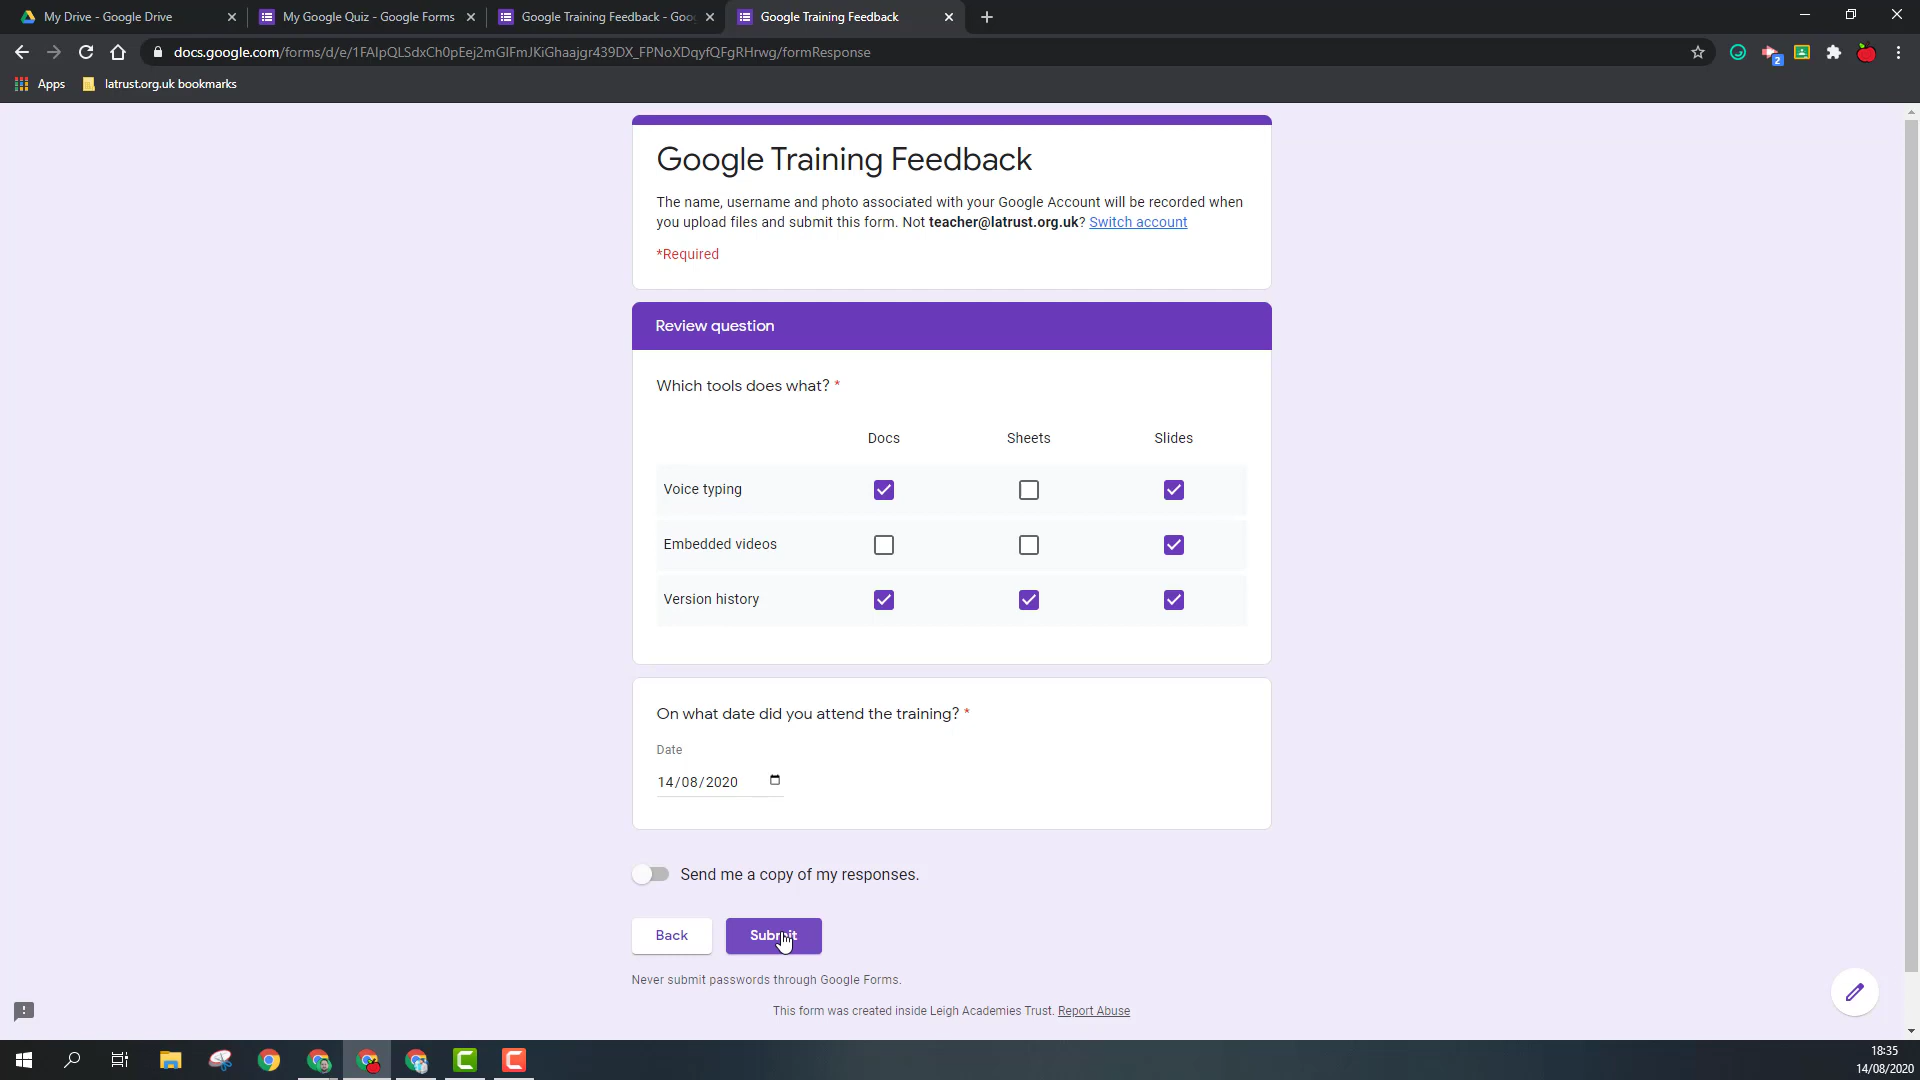 My Drive - Google Drive
My Google Quiz - Google Forms
Google Training Feedback - Goo
Google Training Feedback
docs.google.com/forms/d/e/1FAIpQLSdxCh0pEej2mGlFmJKiGhaajgr439DX_FPNoXDqyfQFgRHrwg/formResponse
2
Apps
latrust.org.uk bookmarks
Google Training Feedback
The name, username and photo associated with your Google Account will be recorded when
you upload files and submit this form. Not teacher@latrust.org.uk? Switch account
*Required
Review question
Which tools does what? *
Docs Sheets Slides
Voice typing
Embedded videos
Version history
On what date did you attend the training? *
Date
14/08/2020
Send me a copy of my responses.
Back
Submit
Never submit passwords through Google Forms.
This form was created inside Leigh Academies Trust. Report Abuse
18:35
14/08/2020